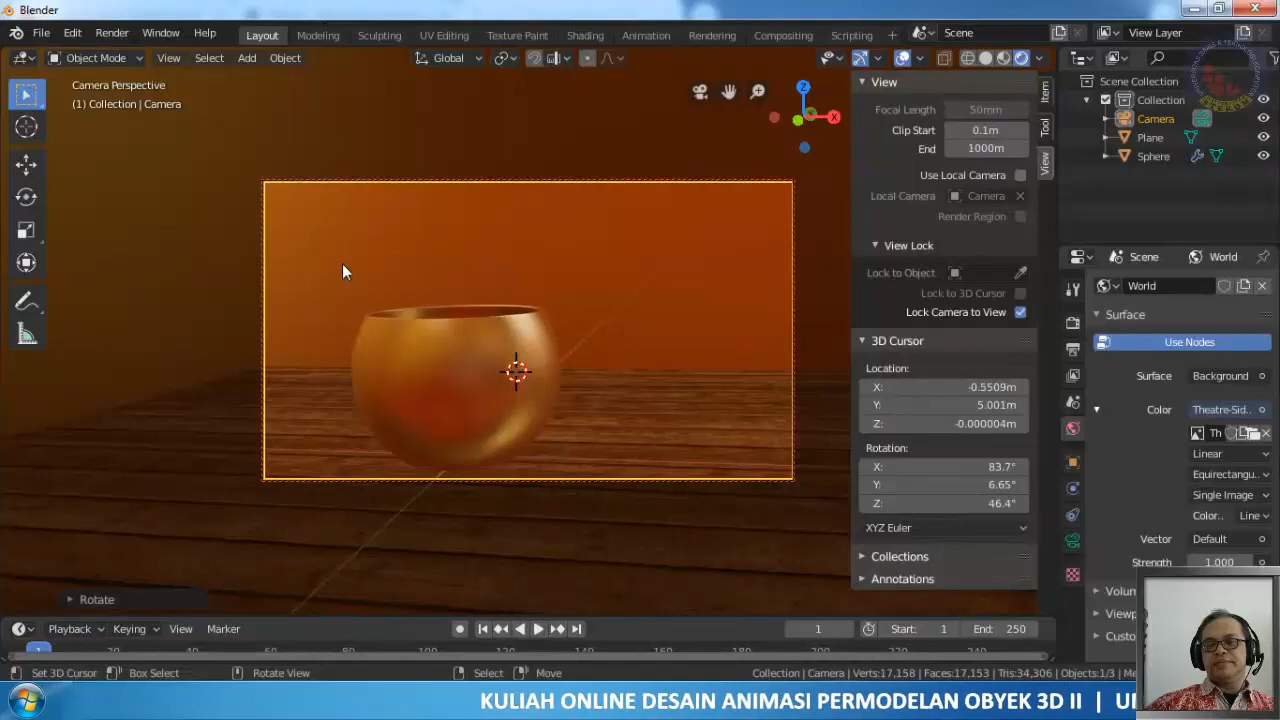 Blender
File Edit Render Window Help Layout Modeling Sculpting UV Editing Texture Paint Shading Animation Rendering Compositing Scripting + Scene View Layer
Object Mode View Select Add Object Global
Camera Perspective
(1) Collection | Camera
X
Z
View
Focal Length 50mm
Clip Start 0.1m
End 1000m
Use Local Camera
Local Camera Camera
Render Region
View Lock
Lock to Object
Lock to 3D Cursor
Lock Camera to View
3D Cursor
Location:
X: -0.5509m
Y: 5.001m
Z: -0.000004m
Rotation:
X: 83.7°
Y: 6.65°
Z: 46.4°
XYZ Euler
Collections
Annotations
Item
Tool
View
Scene Collection
Collection
Camera
Plane
Sphere
Scene World
World
Surface
Use Nodes
Surface Background
Color Theatre-Sid..
Th
Linear
Equirectangu..
Single Image
Color.. Line
Vector Default
Strength 1.000
Volu
Viewp
Custo
Rotate
Playback Keying View Marker 1 Start: 1 End: 250
Set 3D Cursor Box Select Rotate View Select Move Collection | Camera | Verts:17,158 | Faces:17,153 | Tris:34,306 | Objects:1/3 | Me
KULIAH ONLINE DESAIN ANIMASI PERMODELAN OBYEK 3D II |